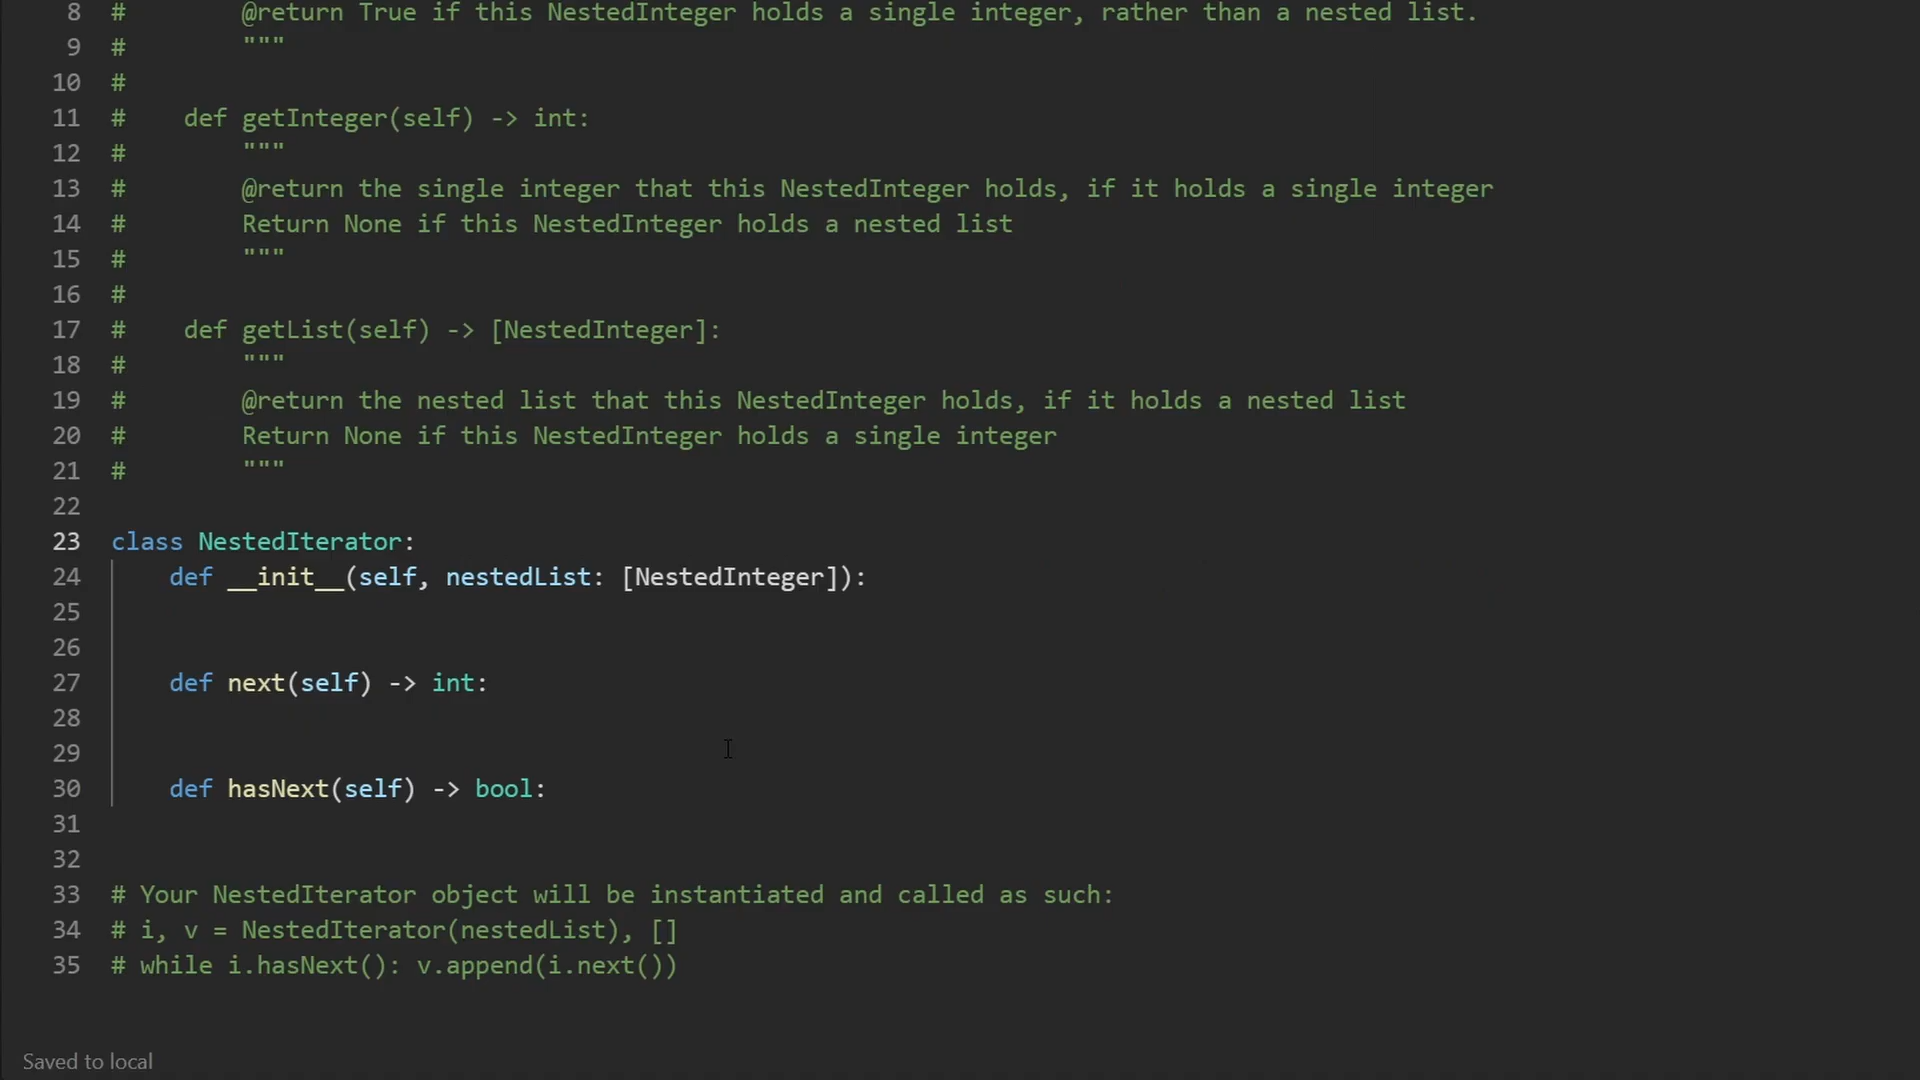 8 #        @return True if this NestedInteger holds a single integer, rather than a nested list.
9 #        """
10 #
11 #    def getInteger(self) -> int:
12 #        """
13 #        @return the single integer that this NestedInteger holds, if it holds a single integer
14 #        Return None if this NestedInteger holds a nested list
15 #        """
16 #
17 #    def getList(self) -> [NestedInteger]:
18 #        """
19 #        @return the nested list that this NestedInteger holds, if it holds a nested list
20 #        Return None if this NestedInteger holds a single integer
21 #        """
22
23 class NestedIterator:
24     def __init__(self, nestedList: [NestedInteger]):
25
26
27     def next(self) -> int:
28
29
30     def hasNext(self) -> bool:
31
32
33 # Your NestedIterator object will be instantiated and called as such:
34 # i, v = NestedIterator(nestedList), []
35 # while i.hasNext(): v.append(i.next())
Saved to local